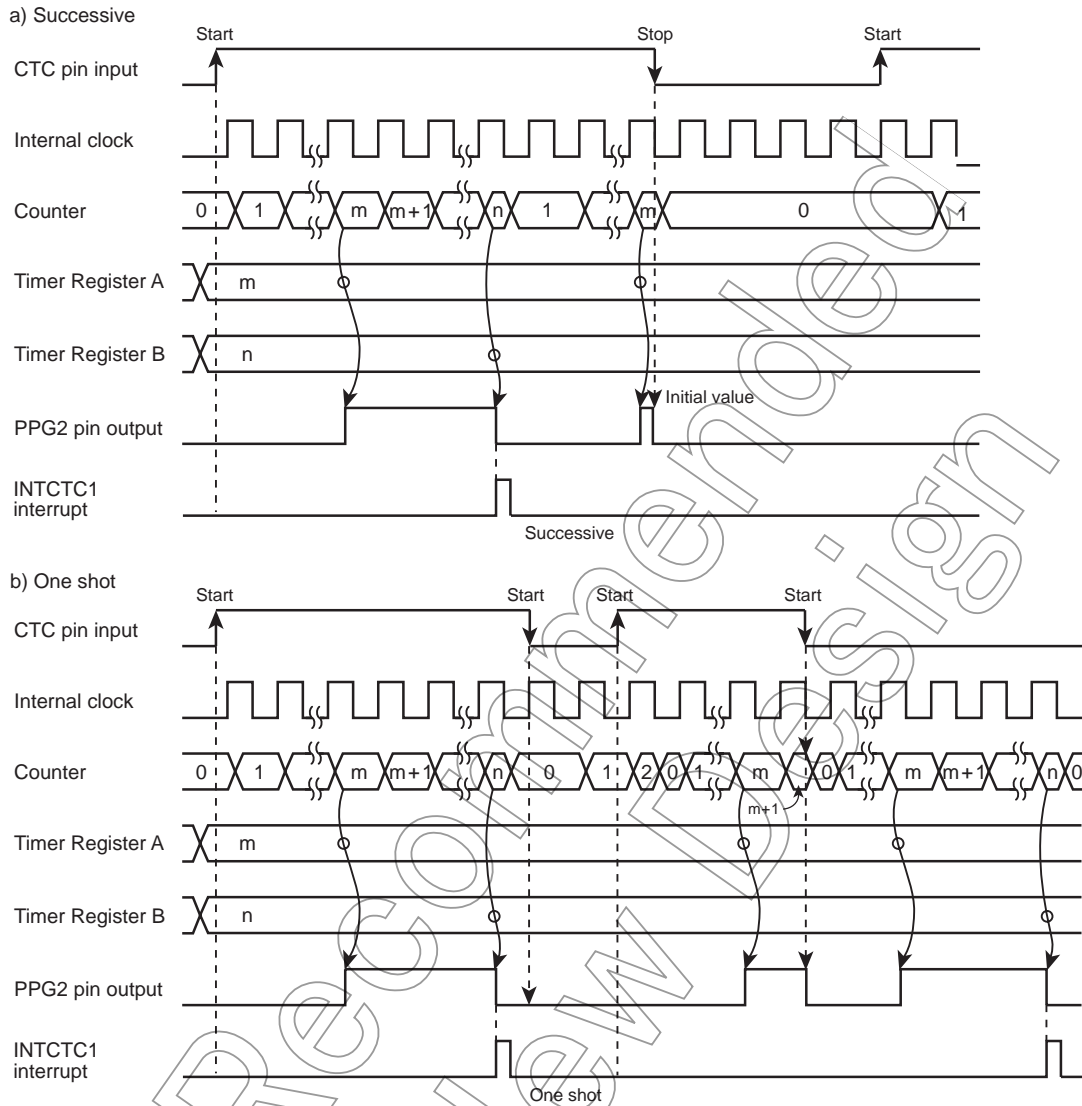 a) Successive
Start Stop Start
CTC pin input
Internal clock
Counter 0 1 m m+1 n 1 m 0 1
Timer Register A m
Timer Register B n
Initial value
PPG2 pin output
INTCTC1
interrupt
Successive
b) One shot
Start Start Start Start
CTC pin input
Internal clock
Counter 0 1 m m+1 n 0 1 2 0 1 m 0 1 m m+1 n 0
m+1
Timer Register A m
Timer Register B n
PPG2 pin output
INTCTC1
interrupt
One shot
Recommended
New Design